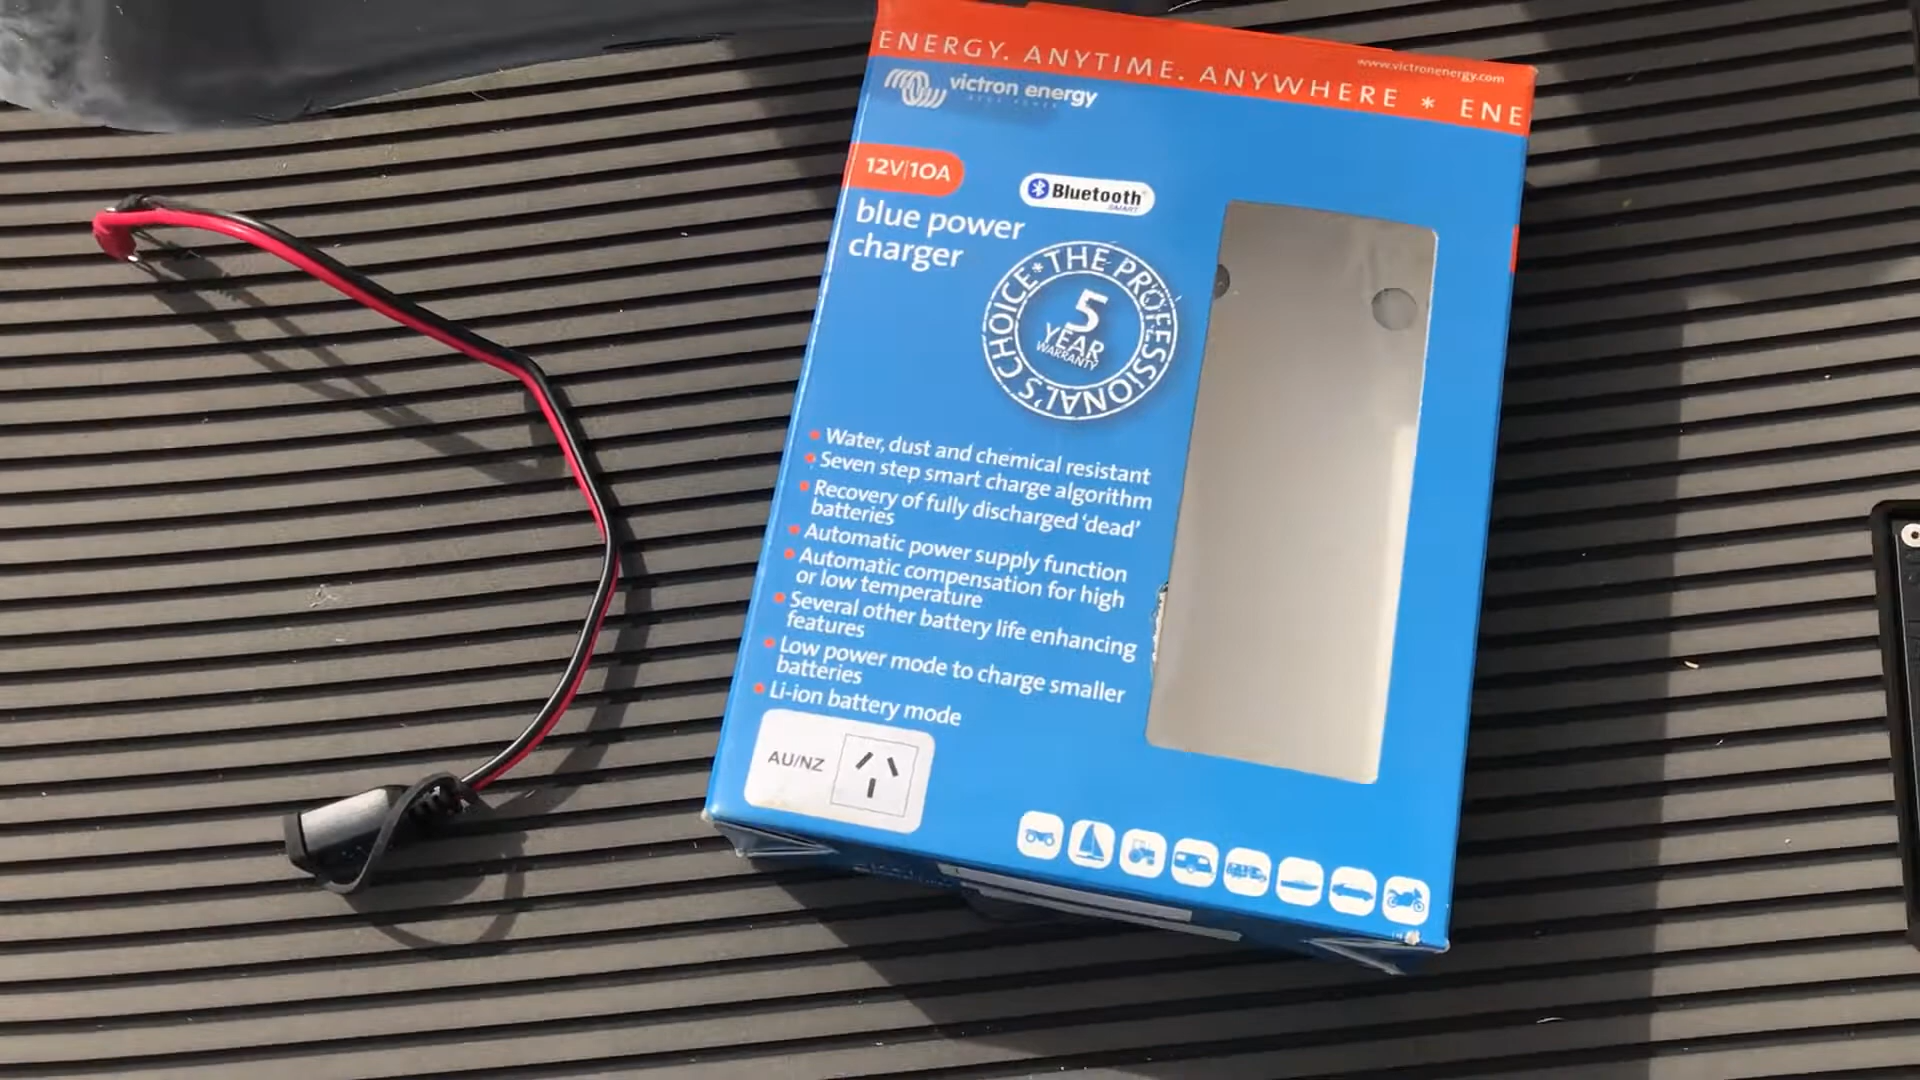 ENERGY. ANYTIME. ANYWHERE * ENE
www.victronenergy.com
victron energy
12V|10A
Bluetooth
SMART
blue power
charger
THE PROFESSIONAL'S CHOICE *
5
YEAR
WARRANTY
• Water, dust and chemical resistant
• Seven step smart charge algorithm
• Recovery of fully discharged 'dead'
batteries
• Automatic power supply function
• Automatic compensation for high
or low temperature
• Several other battery life enhancing
features
• Low power mode to charge smaller
batteries
• Li-ion battery mode
AU/NZ